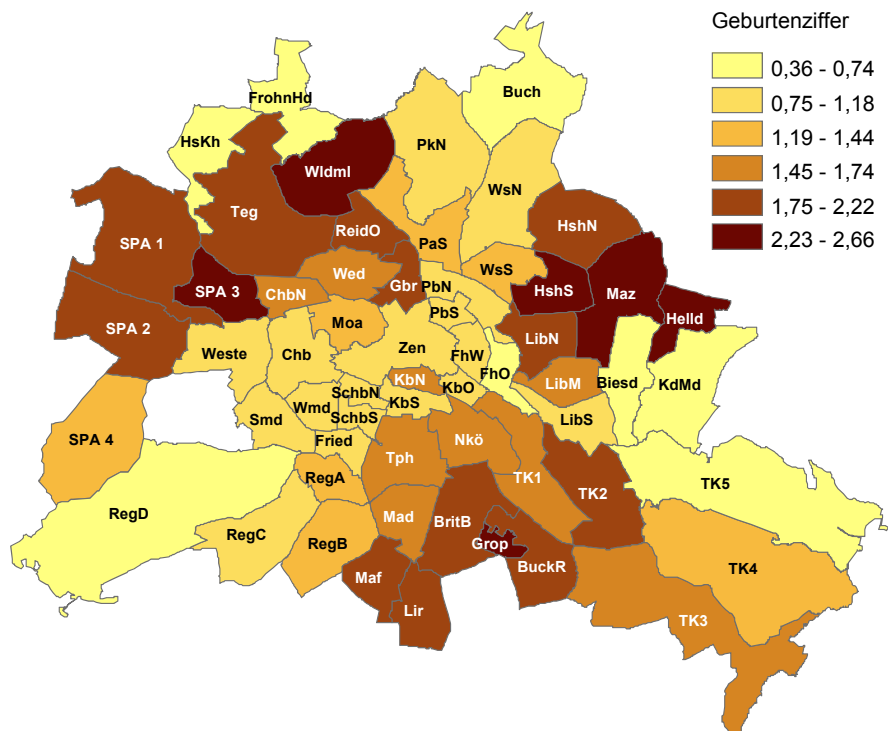 Geburtenziffer
0,36 - 0,74
0,75 - 1,18
1,19 - 1,44
1,45 - 1,74
1,75 - 2,22
2,23 - 2,66
FrohnHd
Buch
HsKh
PkN
Wldml
WsN
Teg
HshN
ReidO
PaS
SPA 1
WsS
Wed
Gbr
PbN
HshS
Maz
Helld
SPA 3
ChbN
PbS
Moa
SPA 2
LibN
Zen
Weste
Chb
FhW
FhO
KbN
LibM
Biesd
KdMd
SchbN
KbO
KbS
Wmd
SchbS
LibS
Smd
Fried
SPA 4
Nkö
Tph
RegA
TK1
TK2
TK5
RegD
Mad
BritB
RegC
RegB
Grop
BuckR
TK4
Maf
Lir
TK3